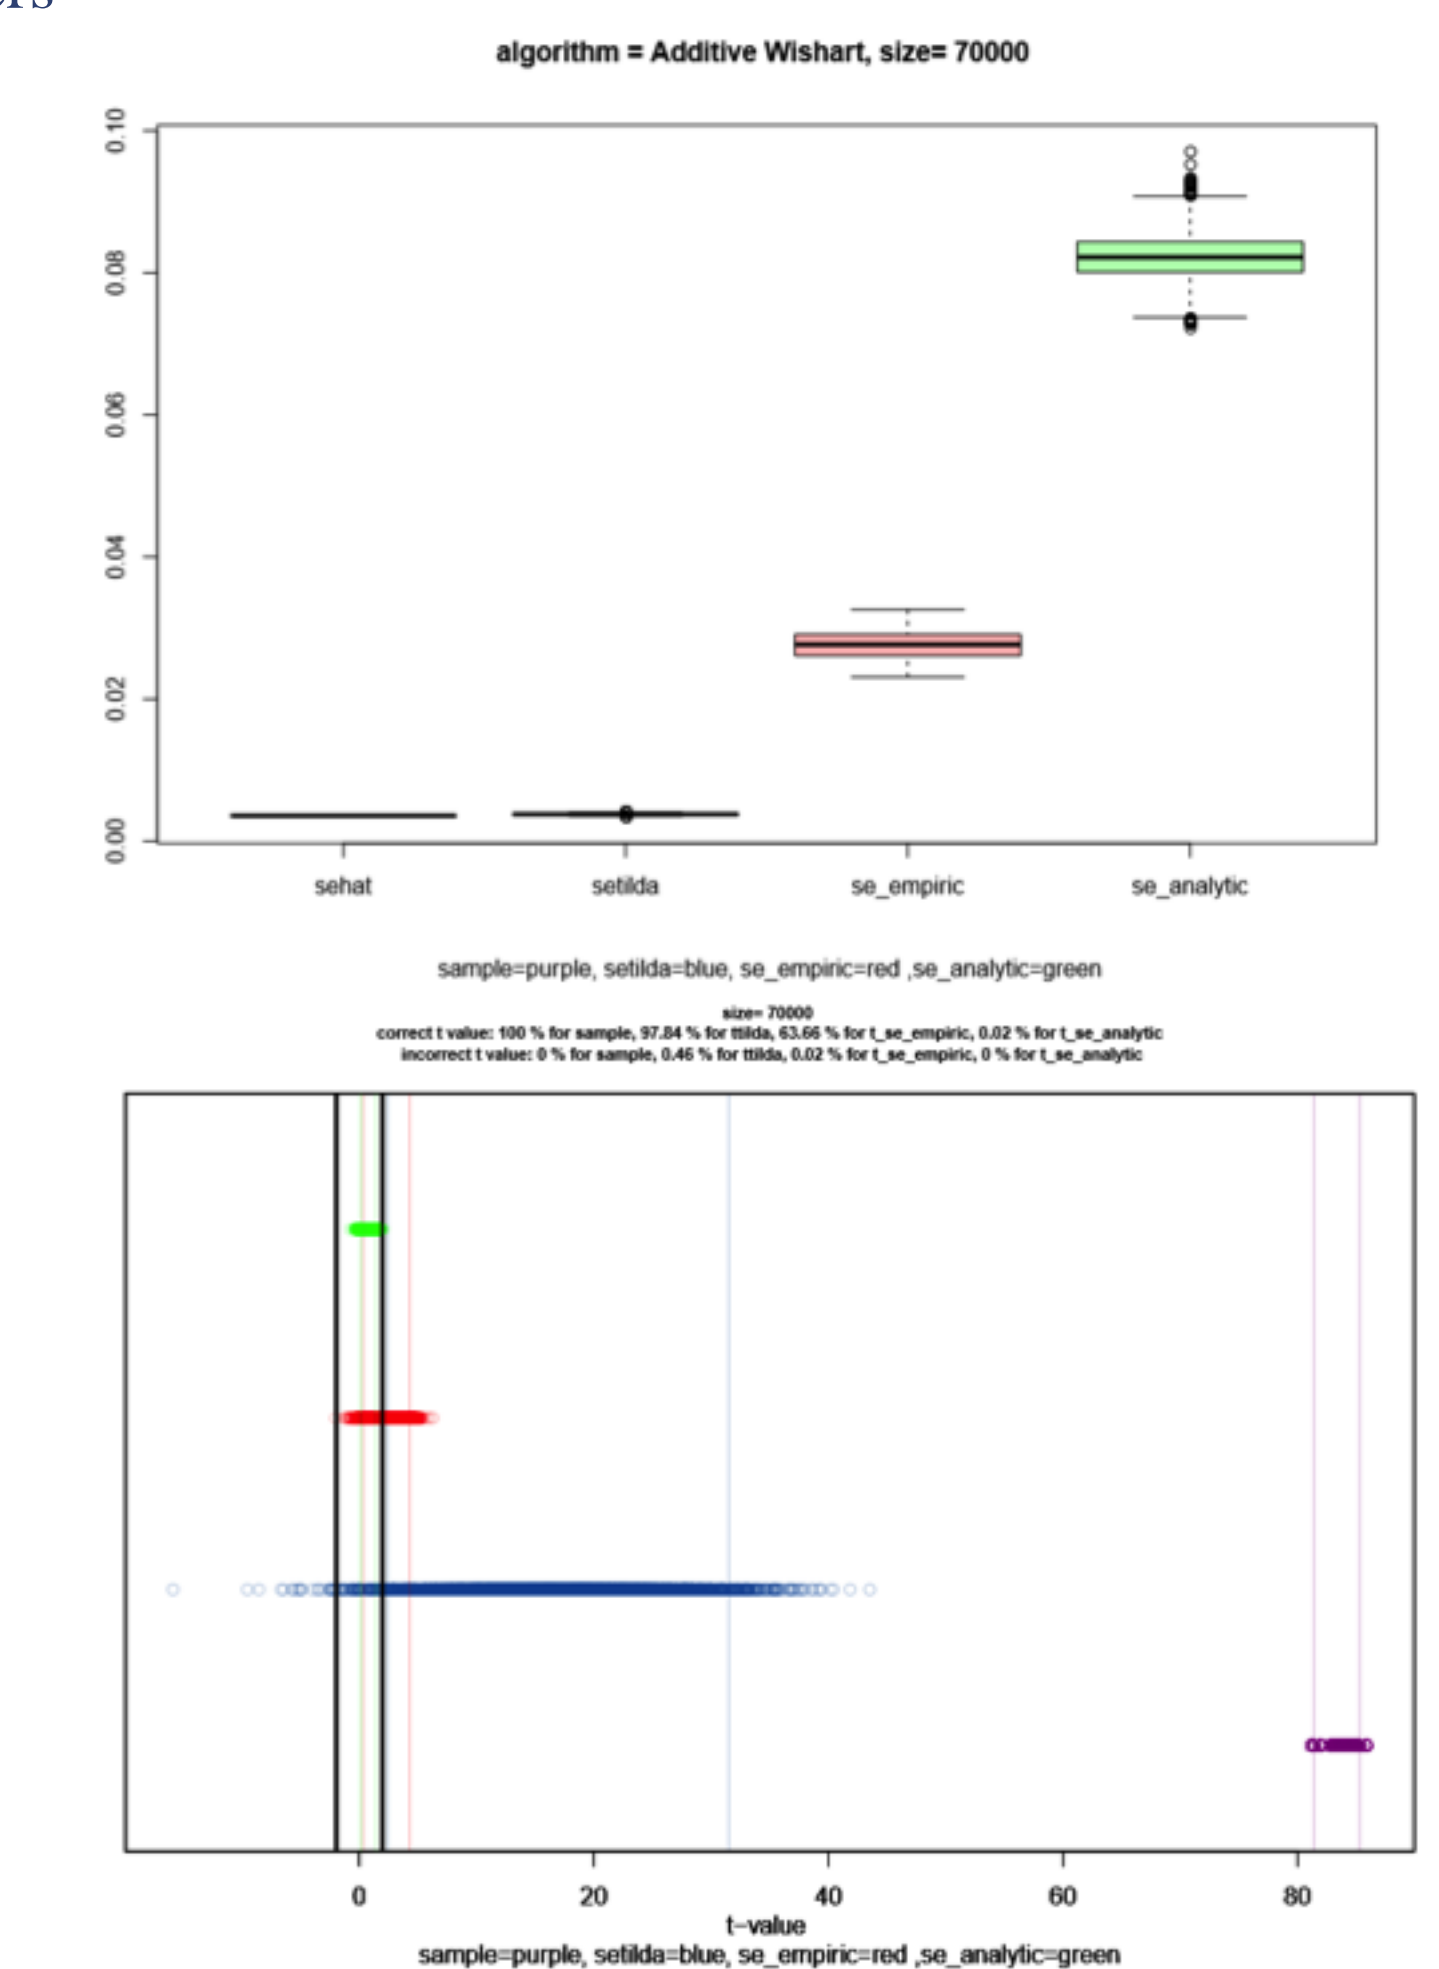 algorithm = Additive Wishart, size= 70000
0.10
0.08
0.06
0.04
0.02
0.00
sehat setilda se_empiric se_analytic
sample=purple, setilda=blue, se_empiric=red ,se_analytic=green
size= 70000
correct t value: 100 % for sample, 97.84 % for ttilda, 63.66 % for t_se_empiric, 0.02 % for t_se_analytic
incorrect t value: 0 % for sample, 0.46 % for ttilda, 0.02 % for t_se_empiric, 0 % for t_se_analytic
0 20 40 60 80
t-value
sample=purple, setilda=blue, se_empiric=red ,se_analytic=green